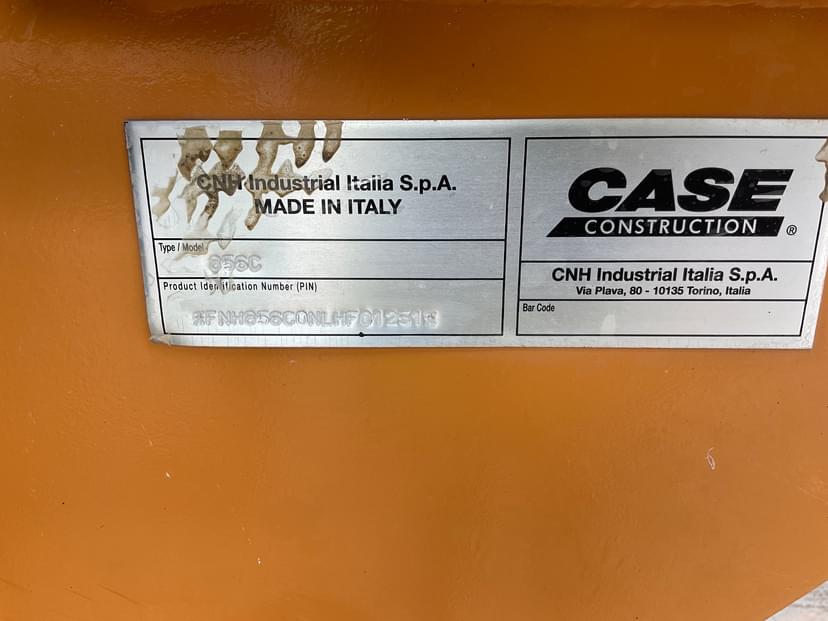 CNH Industrial Italia S.p.A.
MADE IN ITALY
Type / Model
856C
Product Identification Number (PIN)
CASE
CONSTRUCTION ®
CNH Industrial Italia S.p.A.
Via Plava, 80 - 10135 Torino, Italia
Bar Code